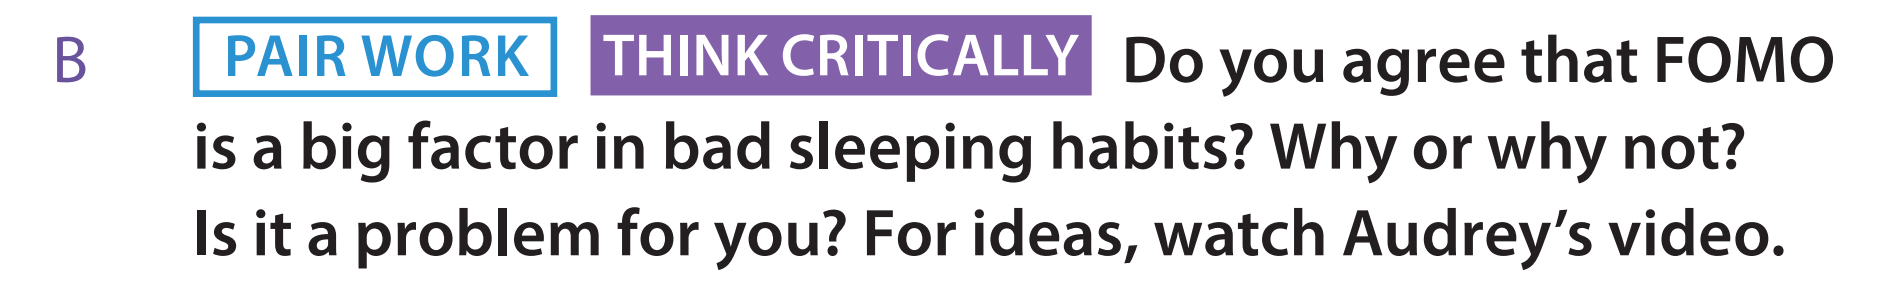 B PAIR WORK THINK CRITICALLY Do you agree that FOMO
is a big factor in bad sleeping habits? Why or why not?
Is it a problem for you? For ideas, watch Audrey’s video.